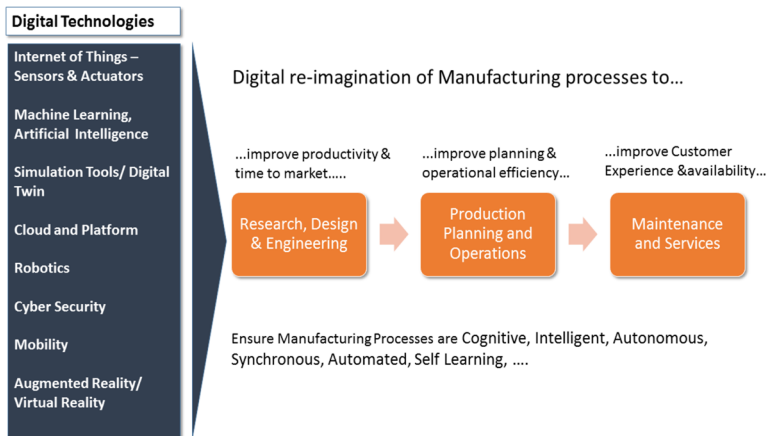 Digital Technologies
Internet of Things –
Sensors & Actuators
Machine Learning,
Artificial Intelligence
Simulation Tools/ Digital
Twin
Cloud and Platform
Robotics
Cyber Security
Mobility
Augmented Reality/
Virtual Reality
Digital re-imagination of Manufacturing processes to...
...improve productivity &
time to market.....
Research, Design
& Engineering
...improve planning &
operational efficiency...
Production
Planning and
Operations
...improve Customer
Experience &availability...
Maintenance
and Services
Ensure Manufacturing Processes are Cognitive, Intelligent, Autonomous,
Synchronous, Automated, Self Learning, ....